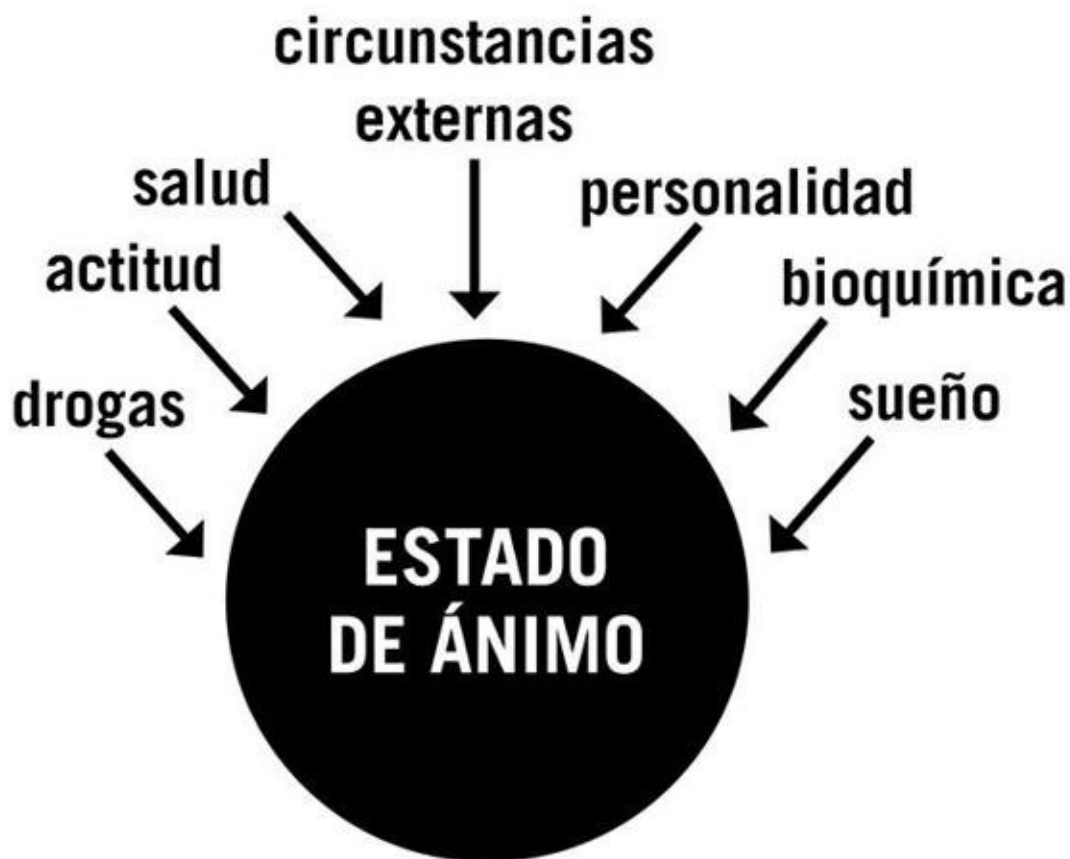 circunstancias
externas
salud
personalidad
actitud
bioquímica
drogas
sueño
ESTADO
DE ÁNIMO